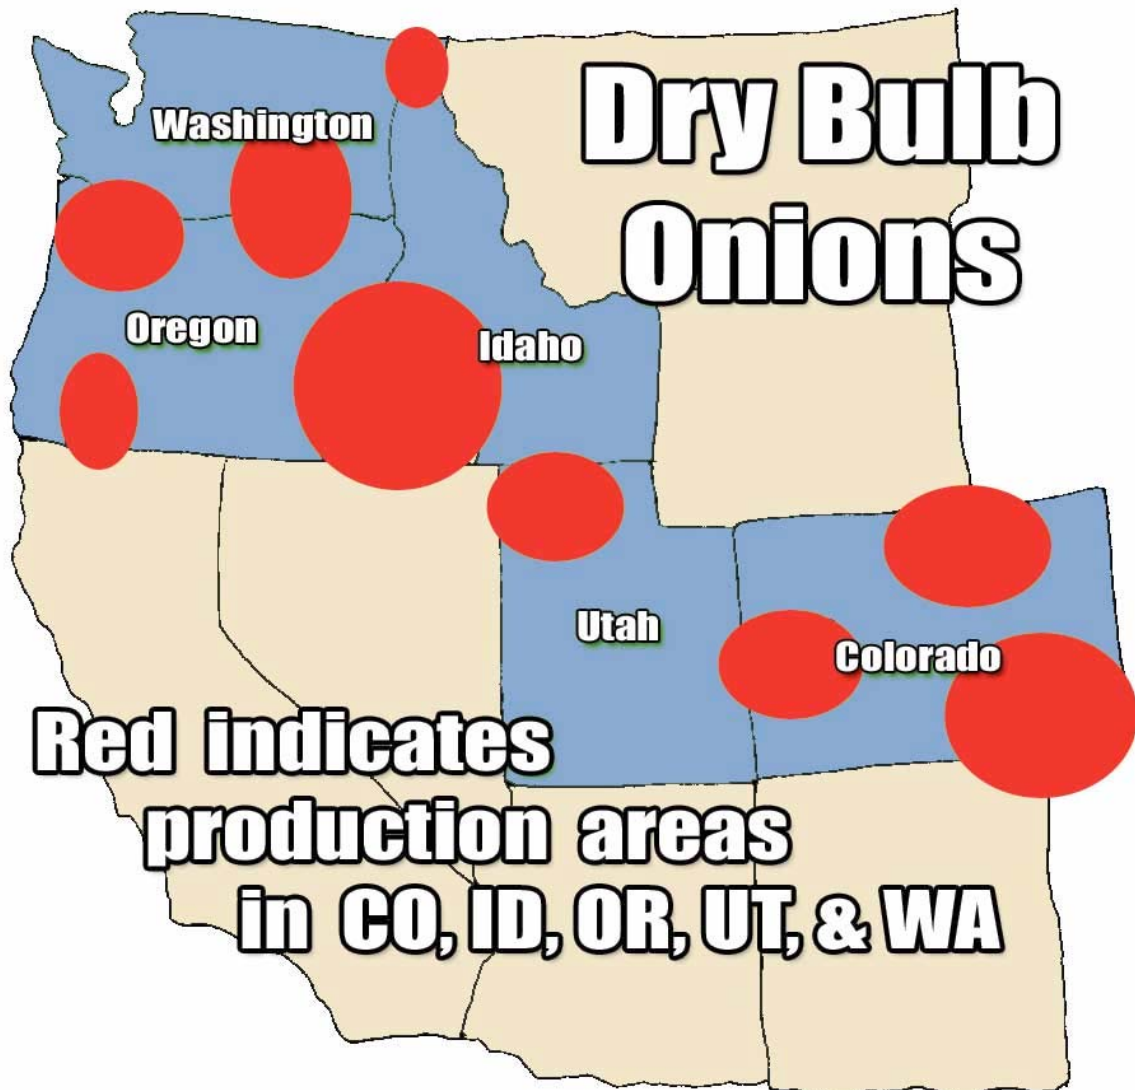 Dry Bulb
Onions
Washington
Oregon
Idaho
Utah
Colorado
Red indicates
production areas
in CO, ID, OR, UT, & WA